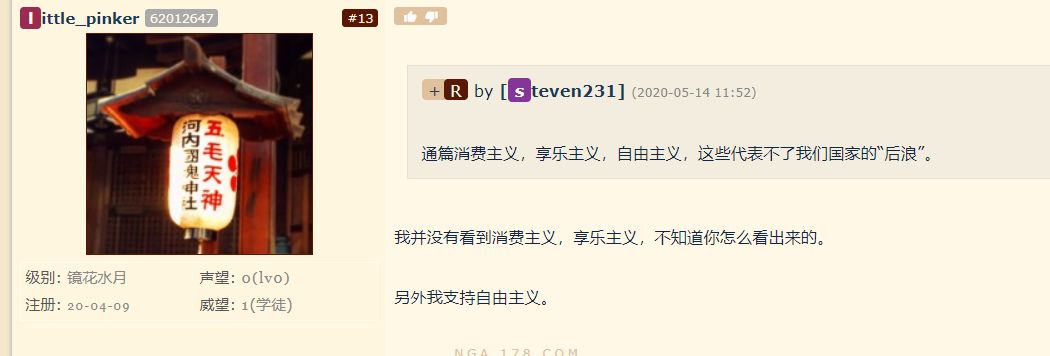 little_pinker 62012647 #13
五毛天神
河内国魂神社
级别: 镜花水月 声望: 0(lv0)
注册: 20-04-09 威望: 1(学徒)
+ R by [steven231] (2020-05-14 11:52)
通篇消费主义，享乐主义，自由主义，这些代表不了我们国家的“后浪”。
我并没有看到消费主义，享乐主义，不知道你怎么看出来的。
另外我支持自由主义。
NGA.178.COM